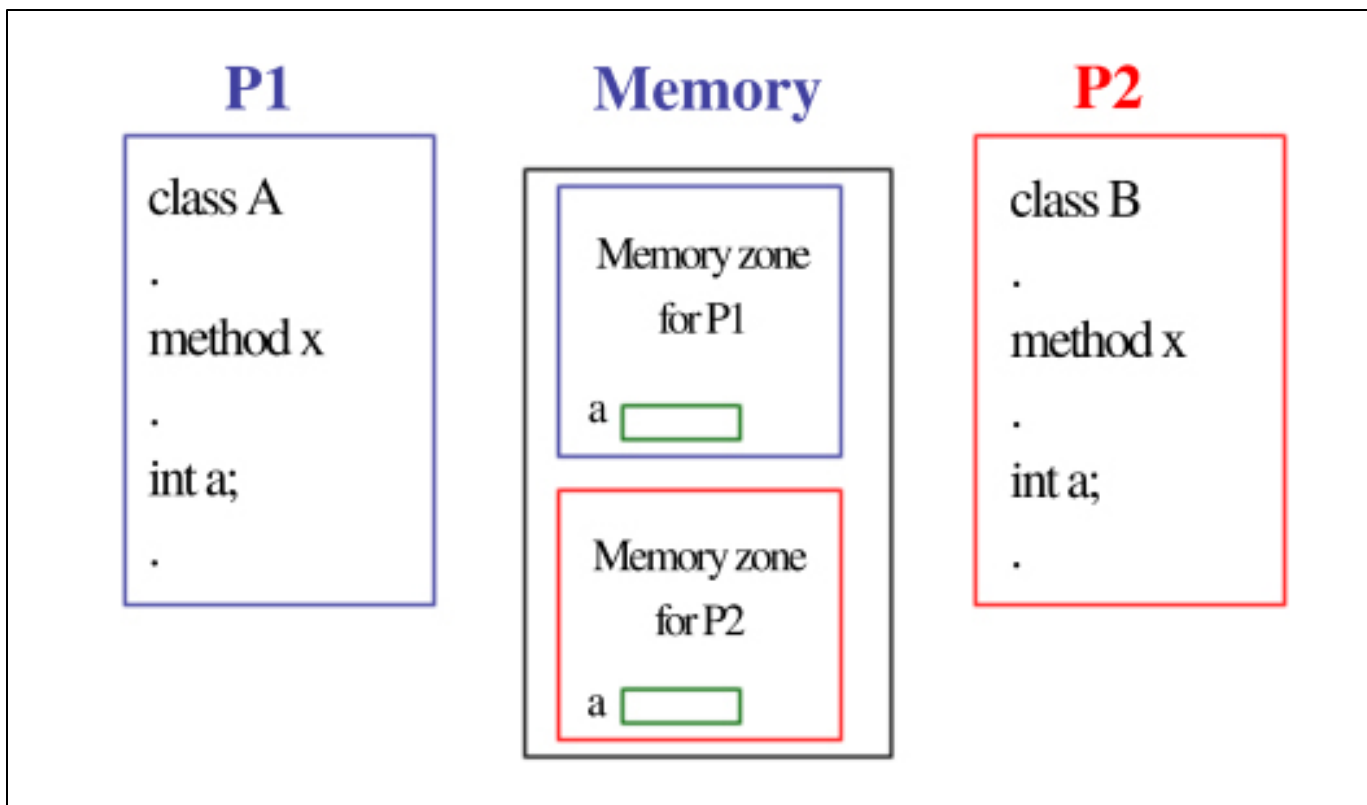 P1
class A
.
method x
.
int a;
.
Memory
Memory zone
for P1
a
Memory zone
for P2
a
P2
class B
.
method x
.
int a;
.